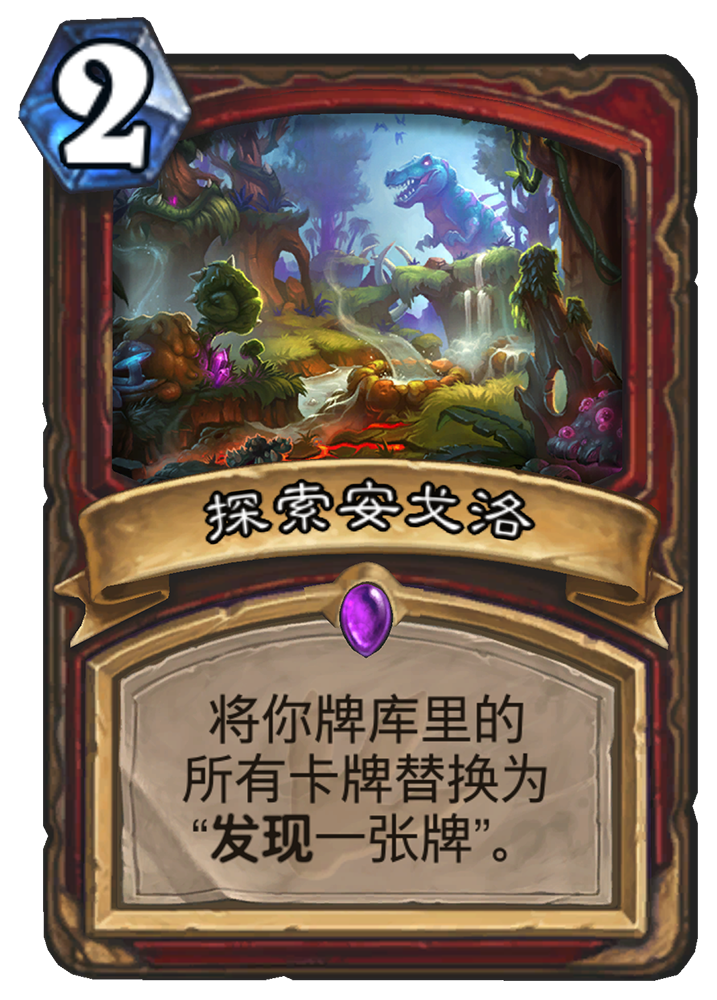 2
探索安戈洛
将你牌库里的
所有卡牌替换为
“发现一张牌”。